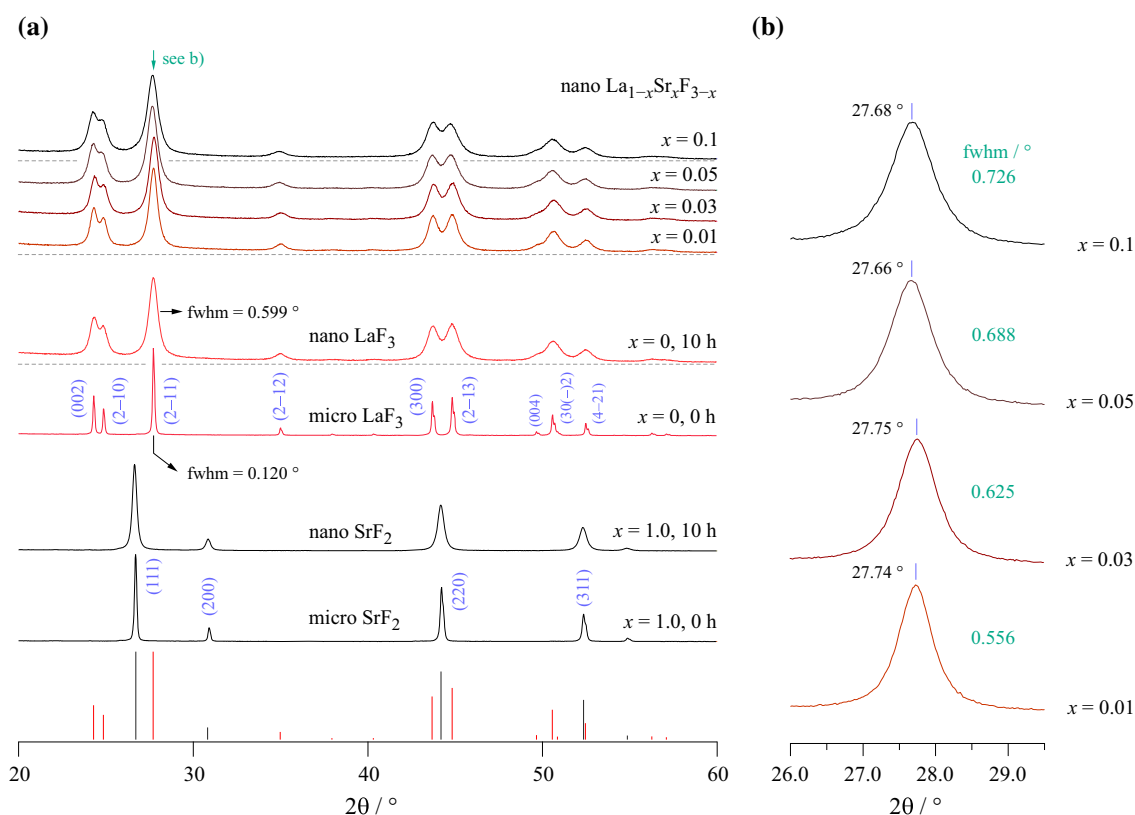 (a)
see b)
nano La1−xSrxF3−x
x = 0.1
x = 0.05
x = 0.03
x = 0.01
fwhm = 0.599 °
nano LaF3
x = 0, 10 h
(002)
(2−10)
(2−11)
(2−12)
(300)
(2−13)
(004)
(30(−)2)
(4−21)
micro LaF3
x = 0, 0 h
fwhm = 0.120 °
nano SrF2
x = 1.0, 10 h
(111)
(200)
(220)
(311)
micro SrF2
x = 1.0, 0 h
20 30 40 50 60
2θ / °
(b)
27.68 °
fwhm / °
0.726
x = 0.1
27.66 °
0.688
x = 0.05
27.75 °
0.625
x = 0.03
27.74 °
0.556
x = 0.01
26.0 27.0 28.0 29.0
2θ / °